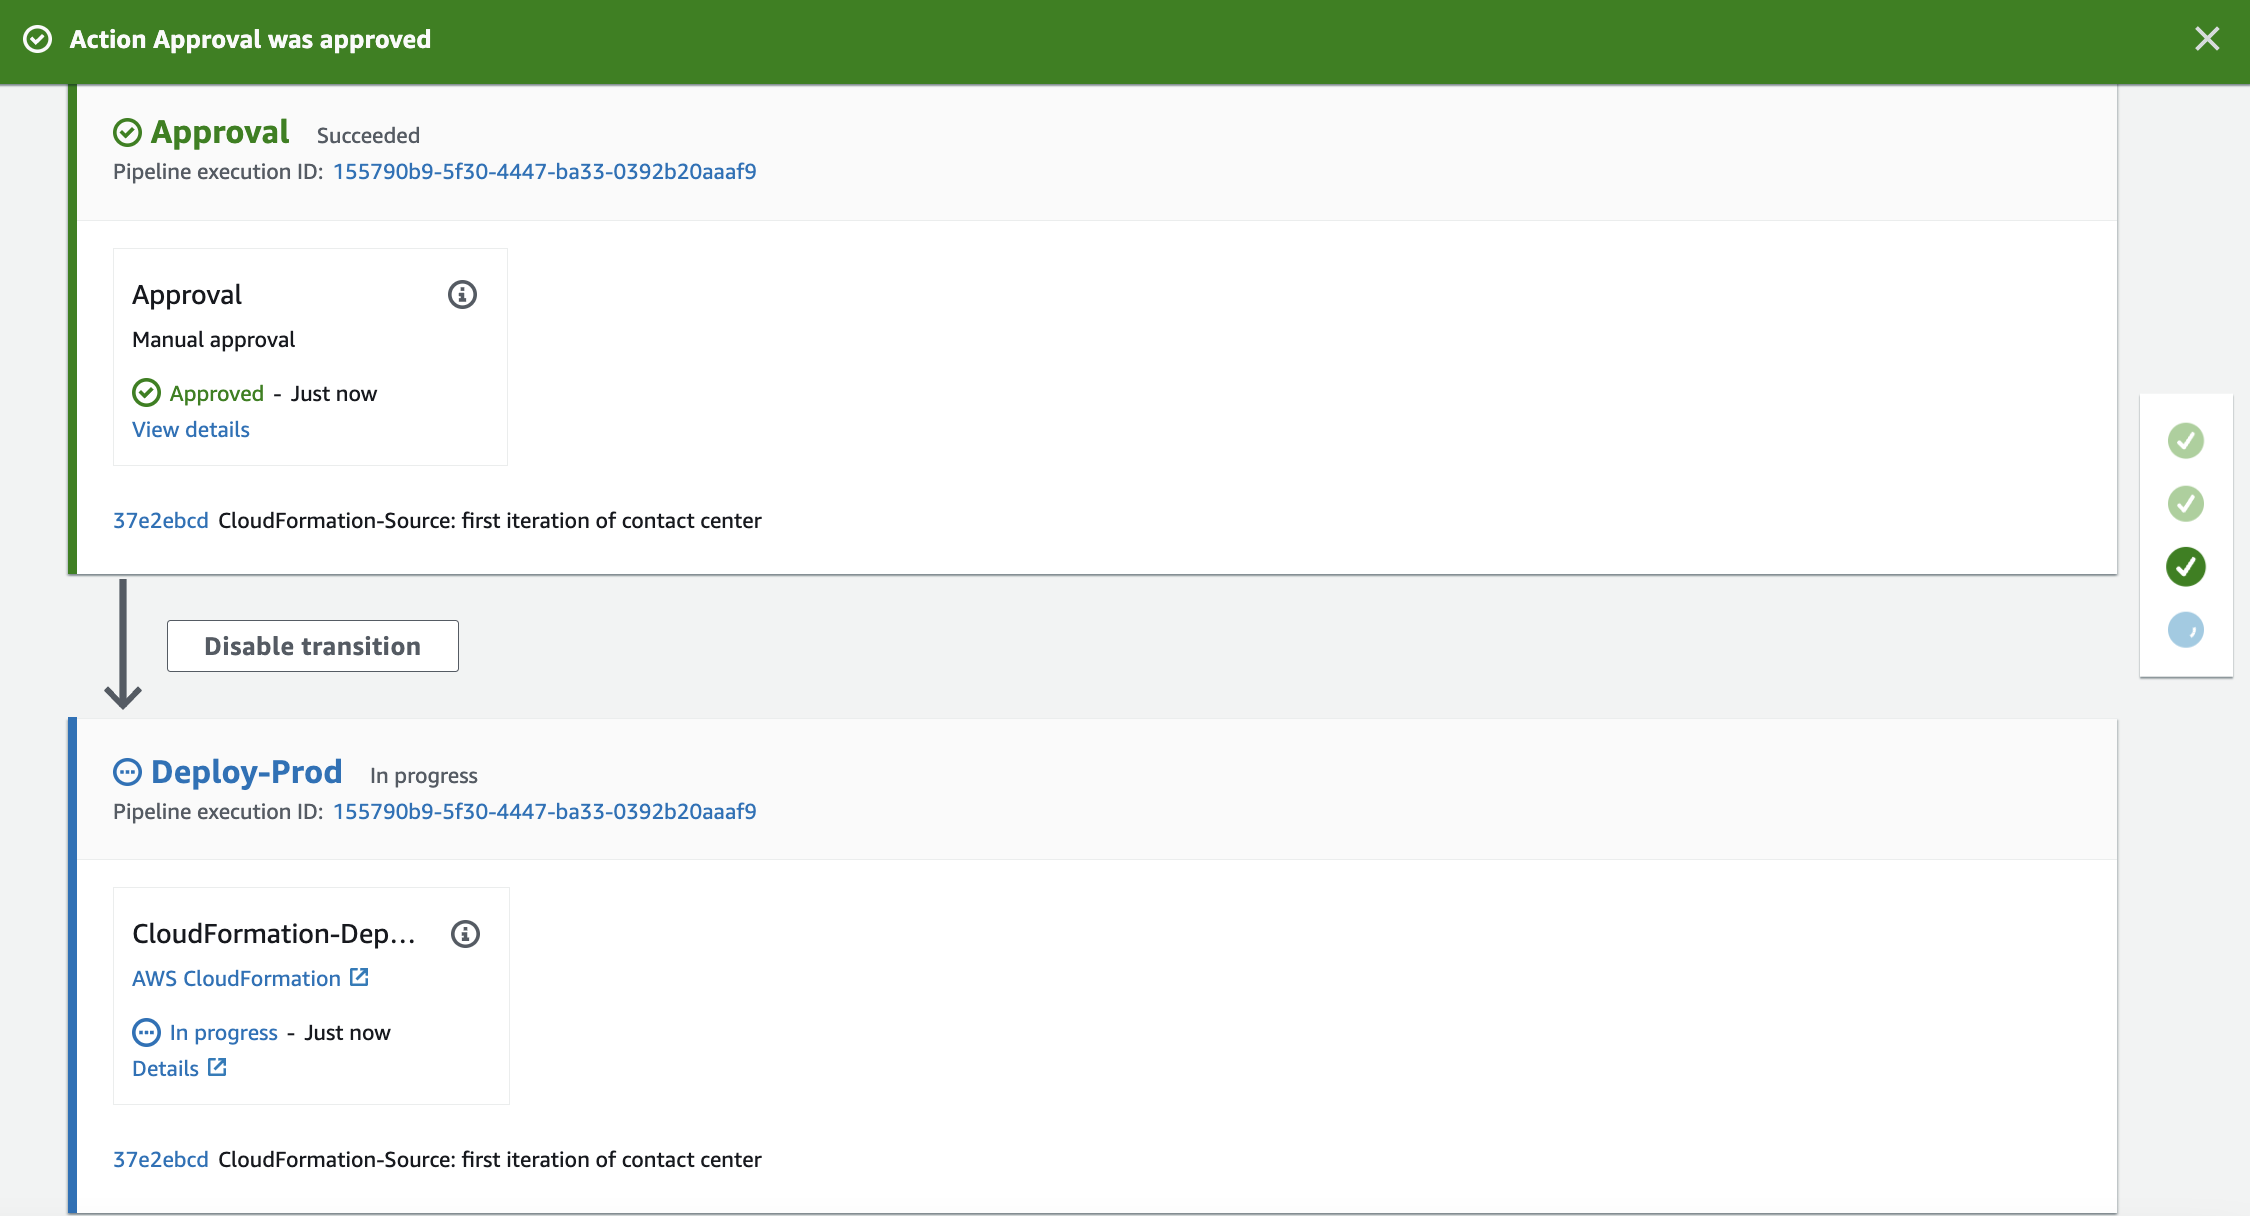 Action Approval was approved
Approval Succeeded
Pipeline execution ID: 155790b9-5f30-4447-ba33-0392b20aaaf9
Approval
Manual approval
Approved - Just now
View details
37e2ebcd CloudFormation-Source: first iteration of contact center
Disable transition
Deploy-Prod In progress
Pipeline execution ID: 155790b9-5f30-4447-ba33-0392b20aaaf9
CloudFormation-Dep...
AWS CloudFormation
In progress - Just now
Details
37e2ebcd CloudFormation-Source: first iteration of contact center